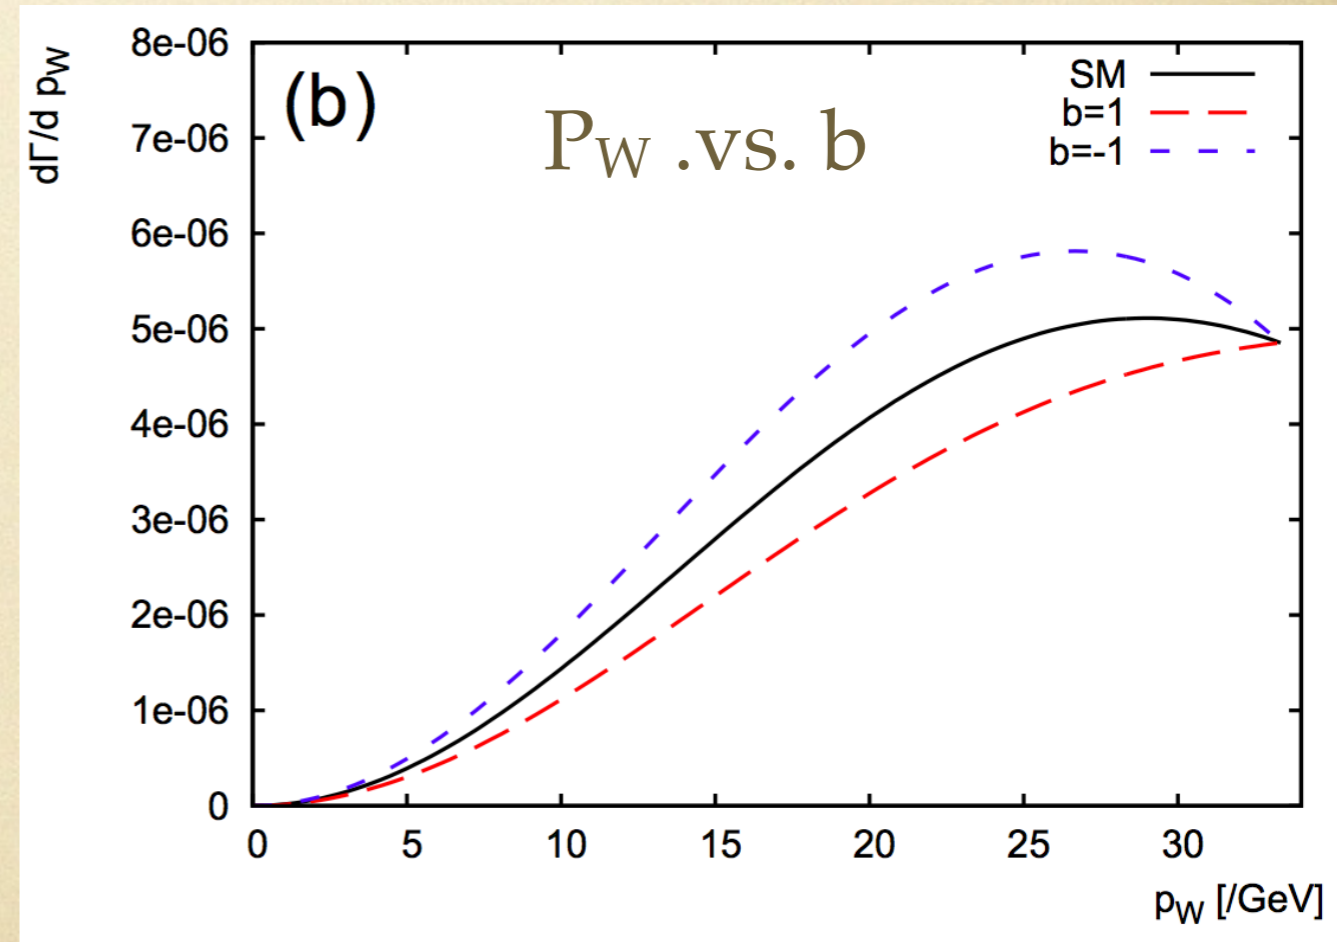 8e-06
7e-06
6e-06
5e-06
4e-06
3e-06
2e-06
1e-06
0
dΓ/d pW
(b)
PW .vs. b
SM
b=1
b=-1
0 5 10 15 20 25 30
pW [/GeV]